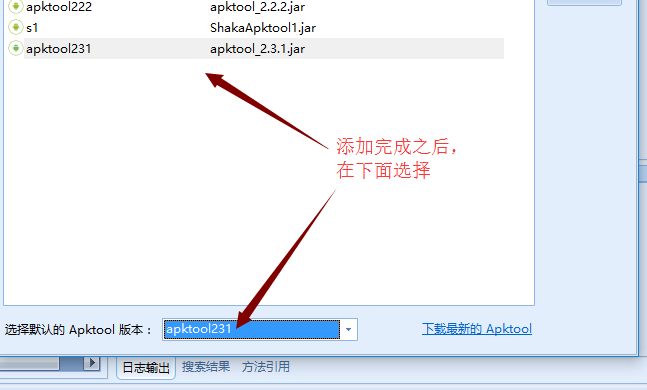 apktool222 apktool_2.2.2.jar
s1 ShakaApktool1.jar
apktool231 apktool_2.3.1.jar
添加完成之后，
在下面选择
选择默认的 Apktool 版本： apktool231 下载最新的 Apktool
日志输出 搜索结果 方法引用